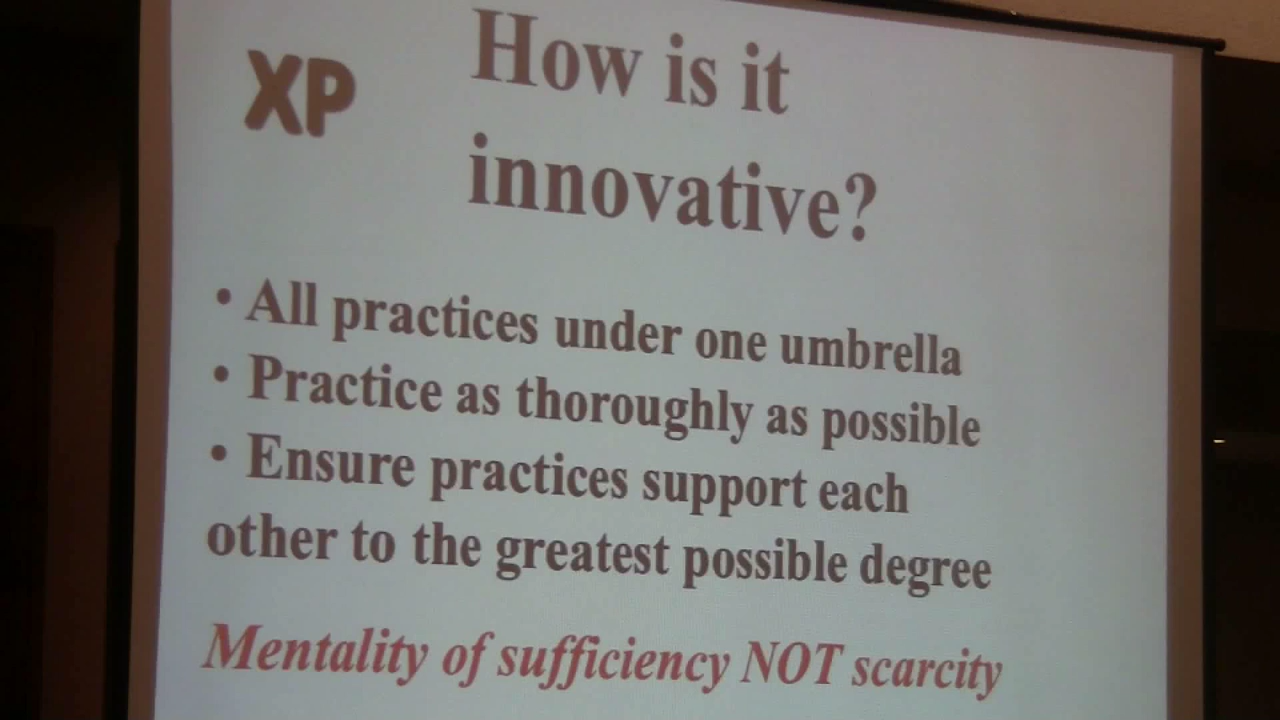 XP
How is it
innovative?
• All practices under one umbrella
• Practice as thoroughly as possible
• Ensure practices support each
other to the greatest possible degree
Mentality of sufficiency NOT scarcity